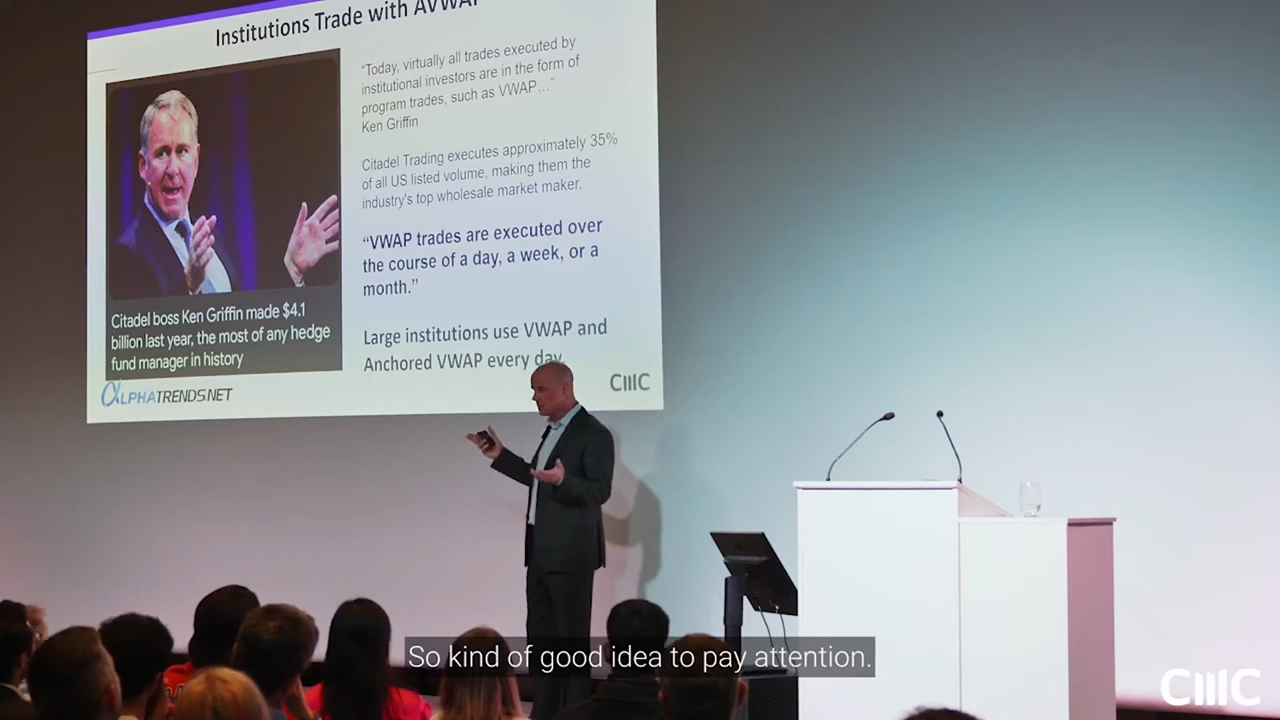 Institutions Trade with AVWAP
"Today, virtually all trades executed by
institutional investors are in the form of
program trades, such as VWAP…"
Ken Griffin
Citadel Trading executes approximately 35%
of all US listed volume, making them the
industry's top wholesale market maker.
"VWAP trades are executed over
the course of a day, a week, or a
month."
Large institutions use VWAP and
Anchored VWAP every day
Citadel boss Ken Griffin made $4.1
billion last year, the most of any hedge
fund manager in history
ALPHATRENDS.NET
CMC
So kind of good idea to pay attention.
CMC